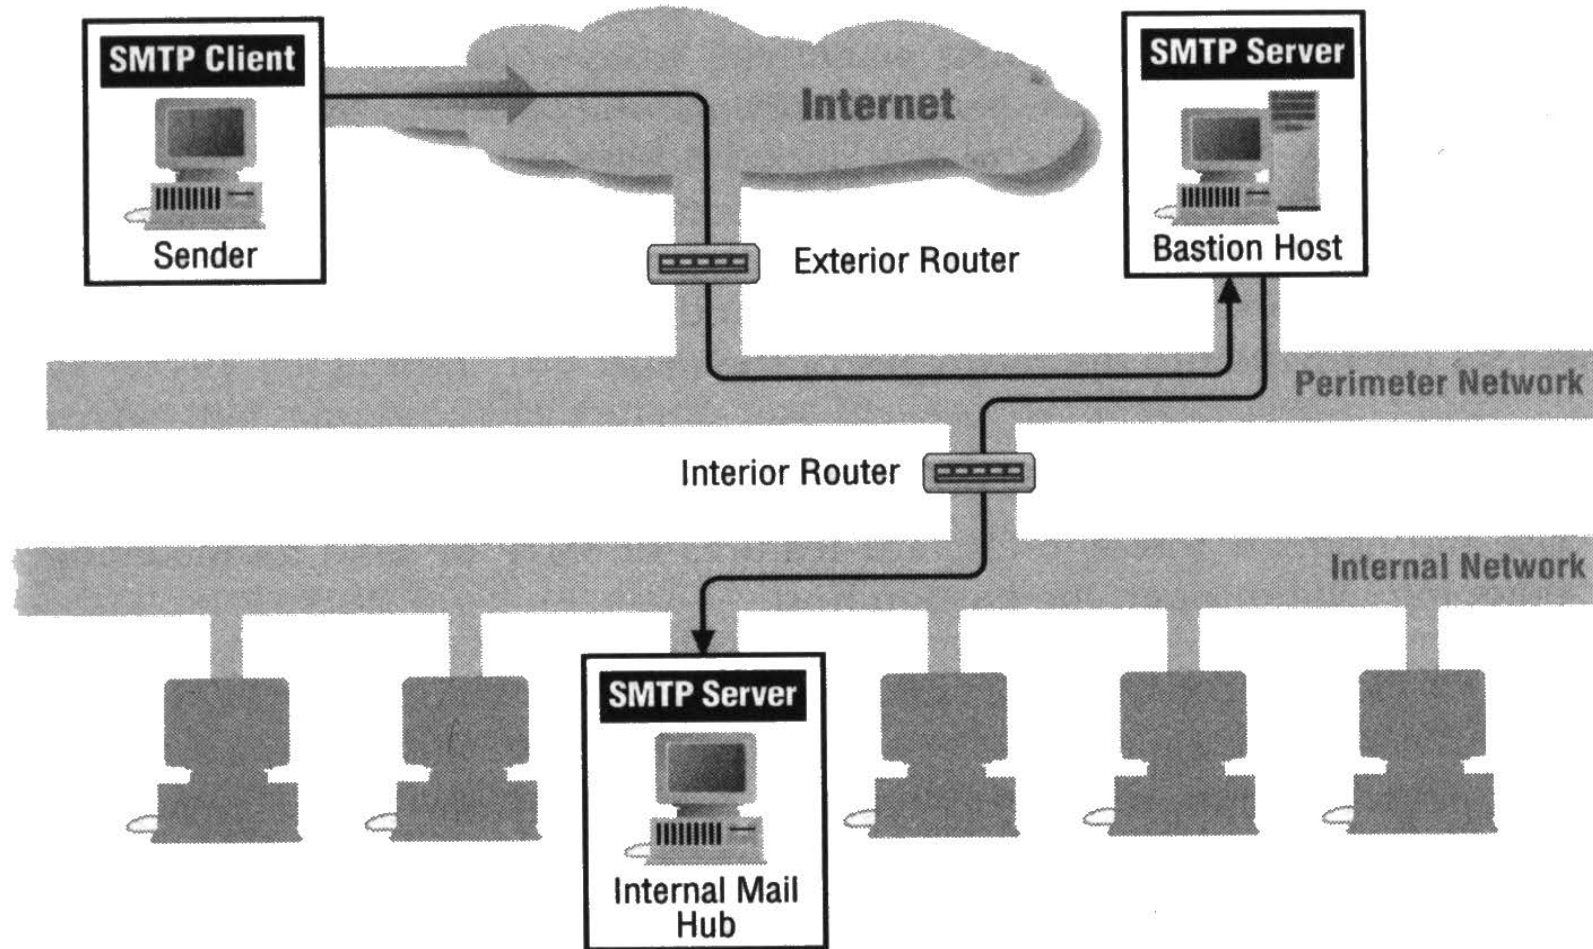 SMTP Client
Sender
Internet
SMTP Server
Bastion Host
Exterior Router
Perimeter Network
Interior Router
Internal Network
SMTP Server
Internal Mail
Hub